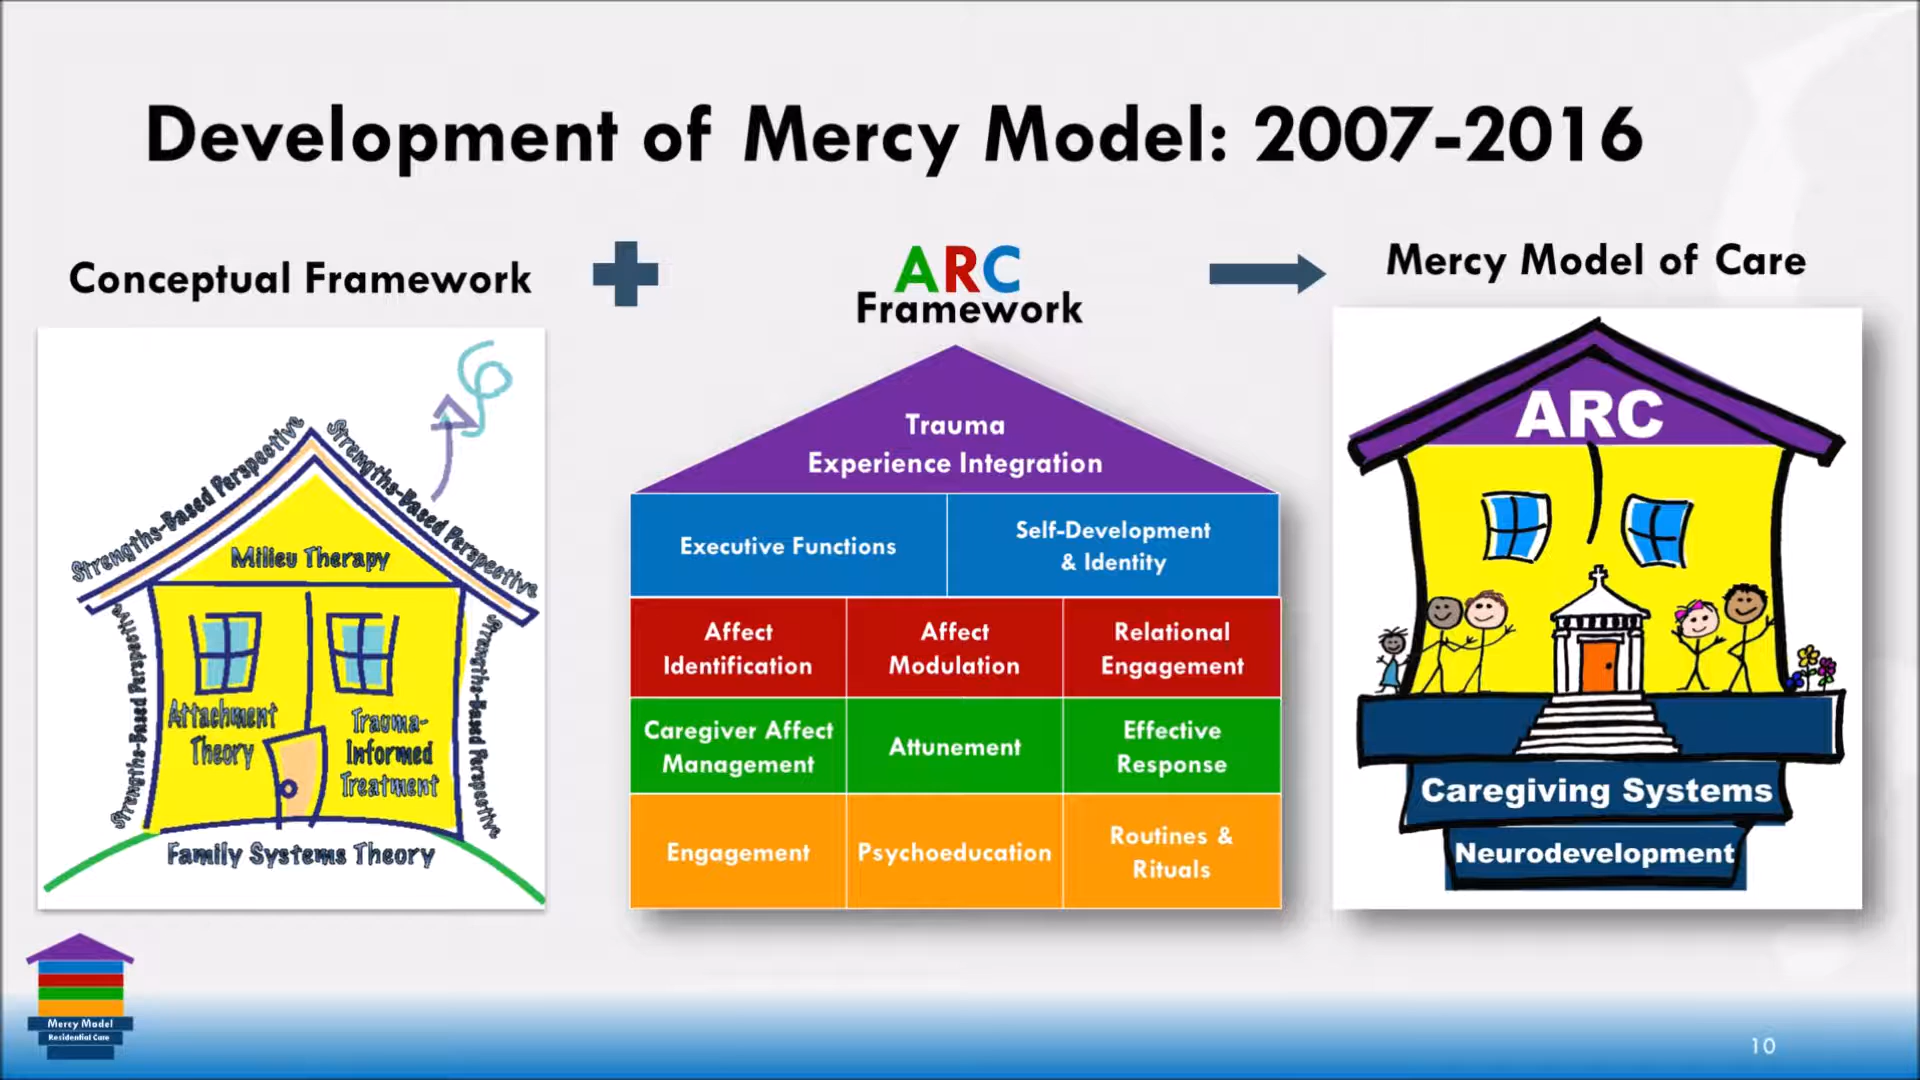 Development of Mercy Model: 2007-2016
Conceptual Framework
ARC
Framework
Mercy Model of Care
Strengths-Based Perspective
Strengths-Based Perspective
Milieu Therapy
Strengths-Based Perspective
Strengths-Based Perspective
Attachment
Theory
Trauma-
Informed
Treatment
Family Systems Theory
Trauma
Experience Integration
Executive Functions
Self-Development
& Identity
Affect
Identification
Affect
Modulation
Relational
Engagement
Caregiver Affect
Management
Attunement
Effective
Response
Engagement
Psychoeducation
Routines &
Rituals
ARC
Caregiving Systems
Neurodevelopment
Mercy Model
Residential Care
10